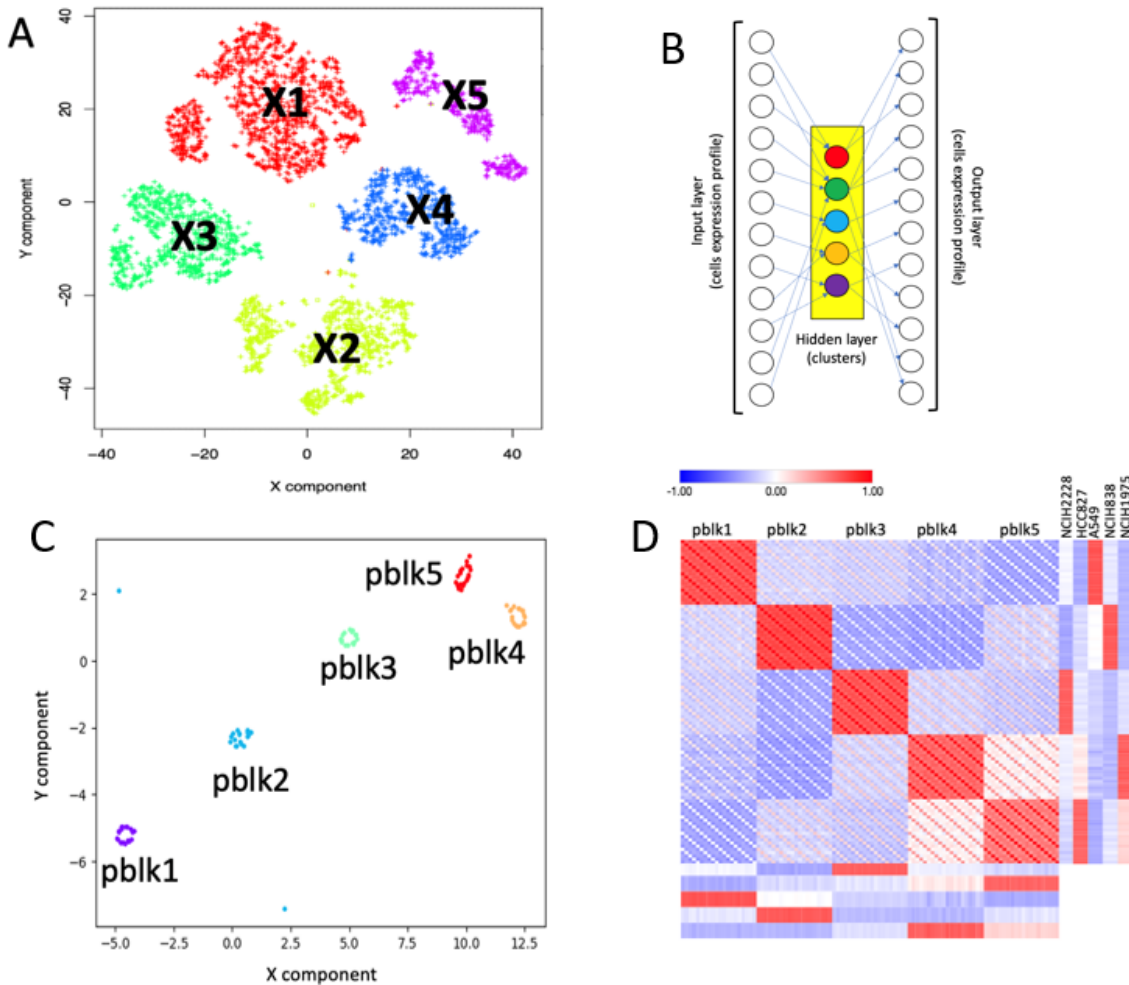 A
40
20
0
-20
-40
Y component
X1
X5
X3
X4
X2
-40
-20
0
20
40
X component
B
Input layer
(cells expression profile)
Hidden layer
(clusters)
Output layer
(cells expression profile)
C
2
0
-2
-4
-6
Y component
pblk5
pblk4
pblk3
pblk2
pblk1
-5.0
-2.5
0.0
2.5
5.0
7.5
10.0
12.5
X component
-1.00
0.00
1.00
D
pblk1
pblk2
pblk3
pblk4
pblk5
NCIH2228
HCC827
A549
NCIH838
NCIH1975